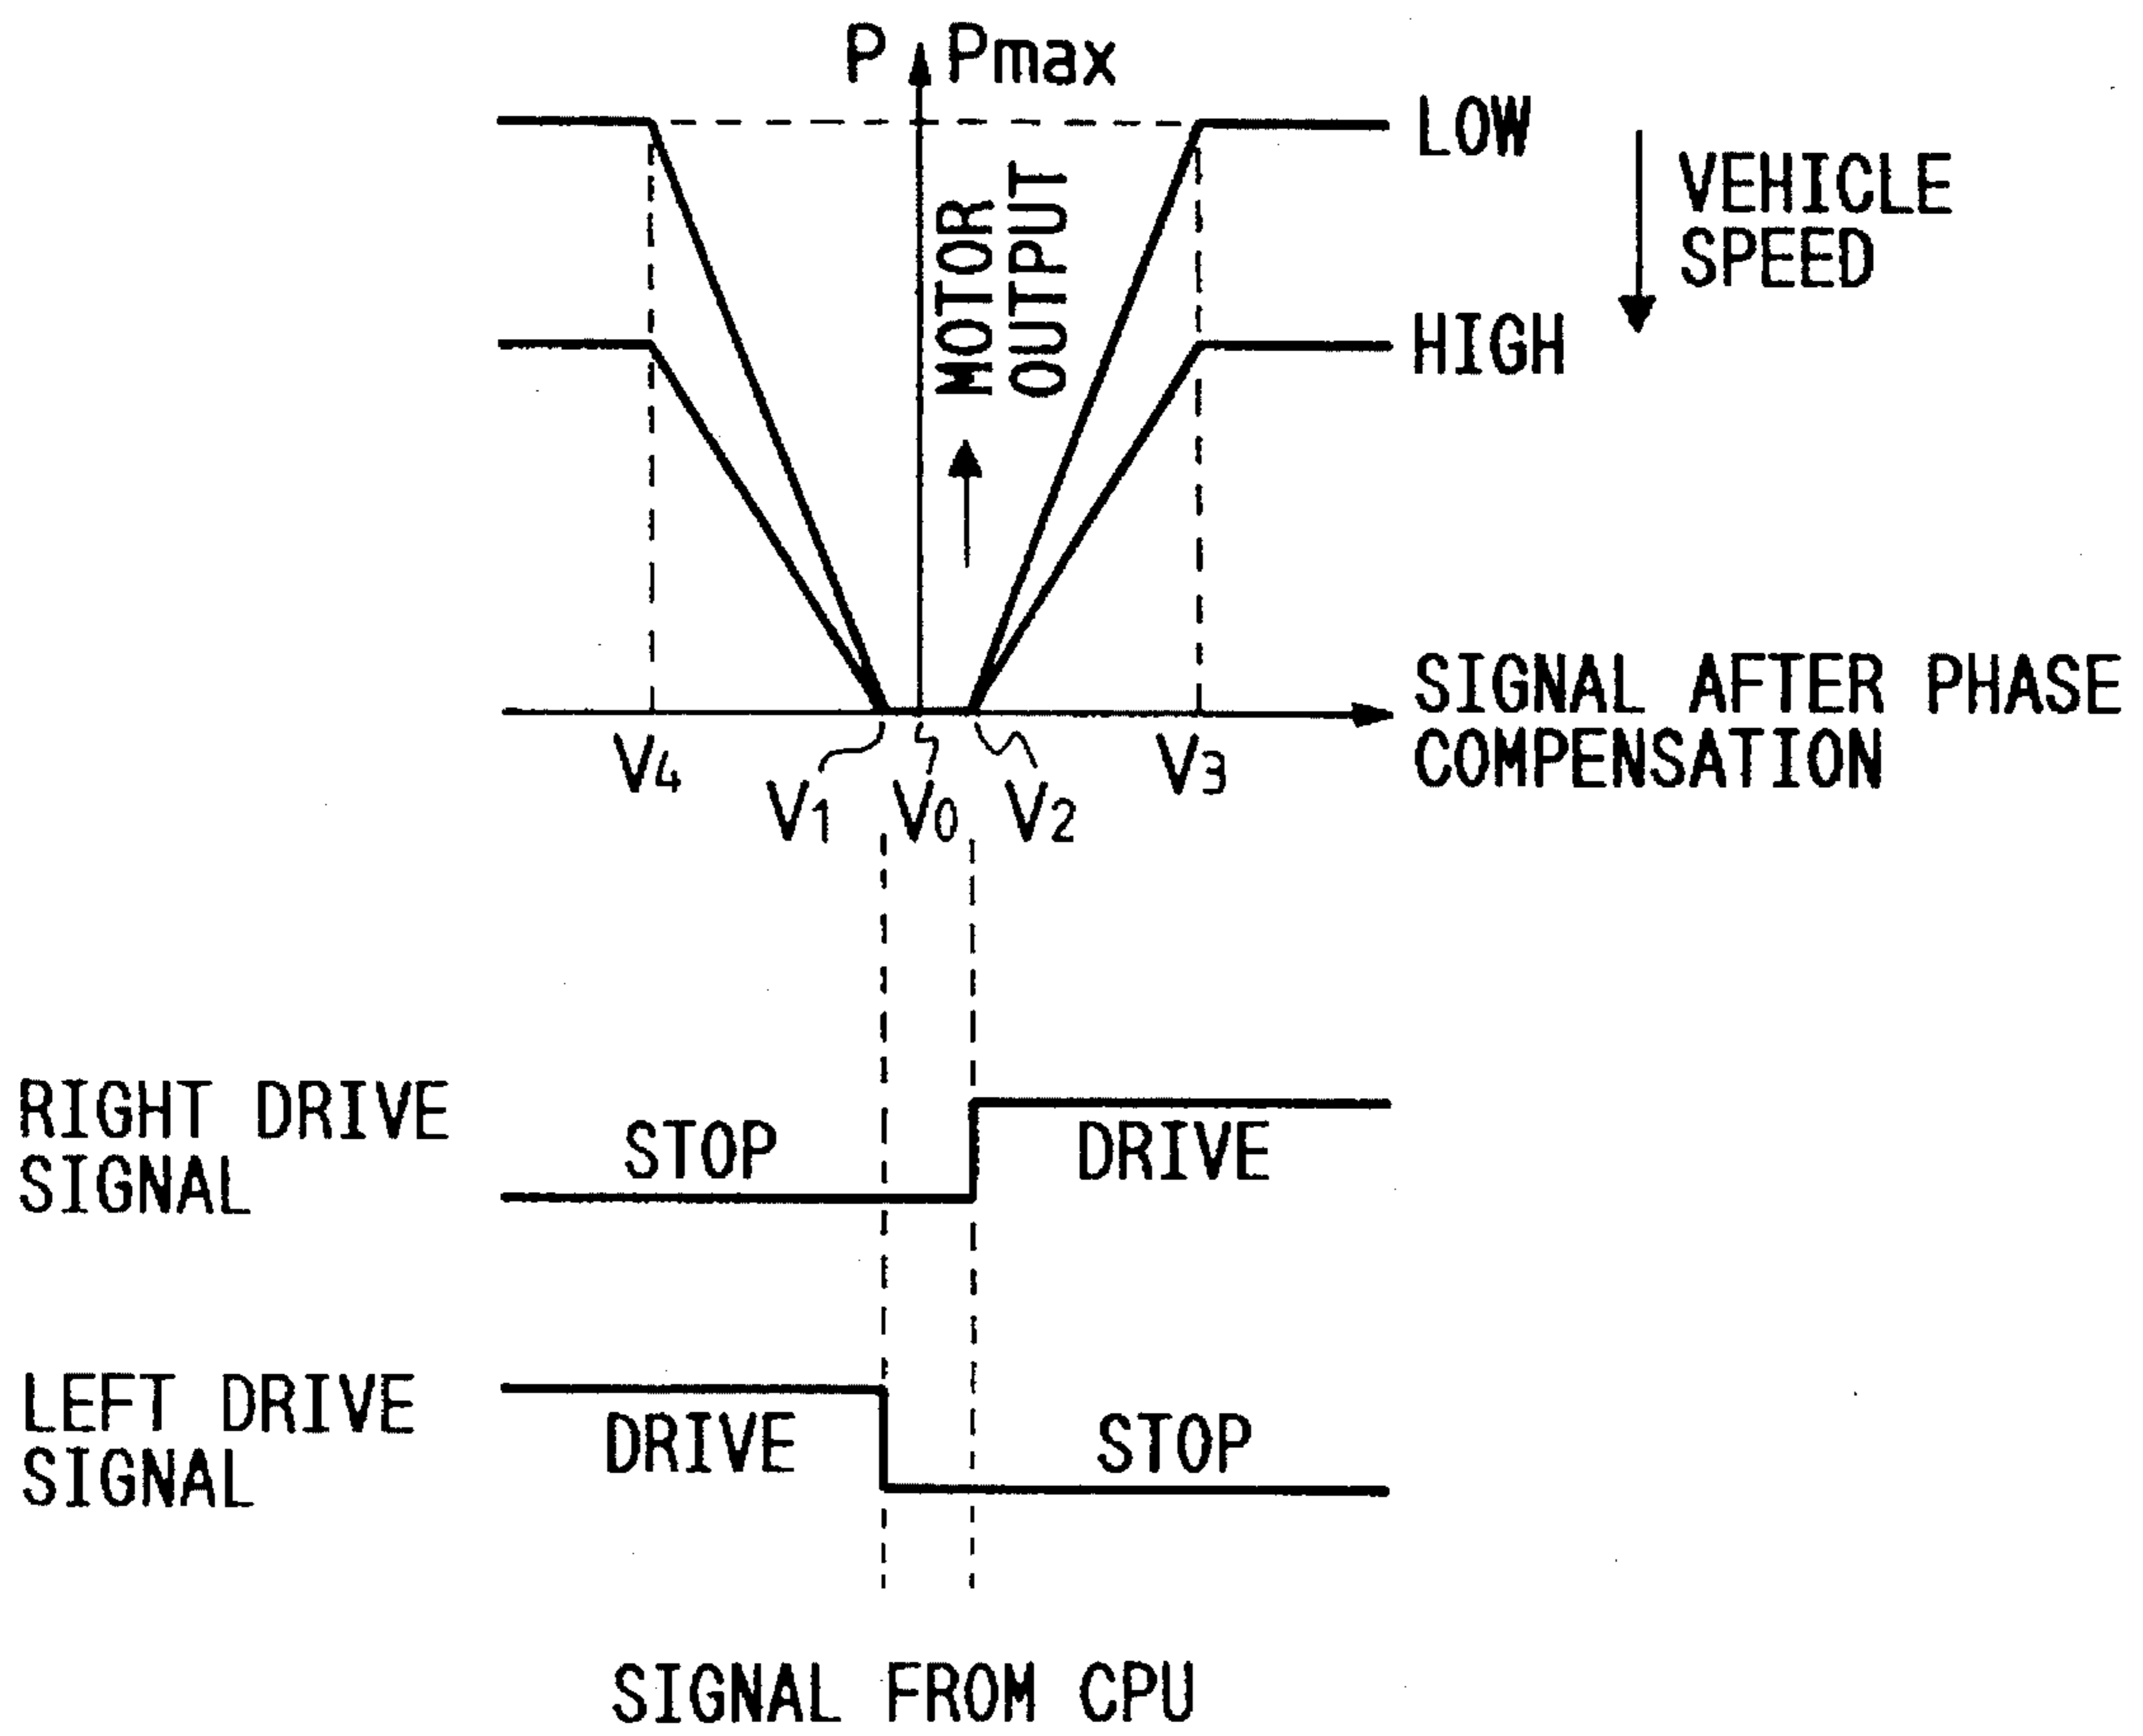 P Pmax
LOW
VEHICLE
SPEED
MOTOR
OUTPUT
HIGH
SIGNAL AFTER PHASE
COMPENSATION
V4 V3
V1 V0 V2
RIGHT DRIVE
SIGNAL
STOP DRIVE
LEFT DRIVE
SIGNAL
DRIVE STOP
SIGNAL FROM CPU